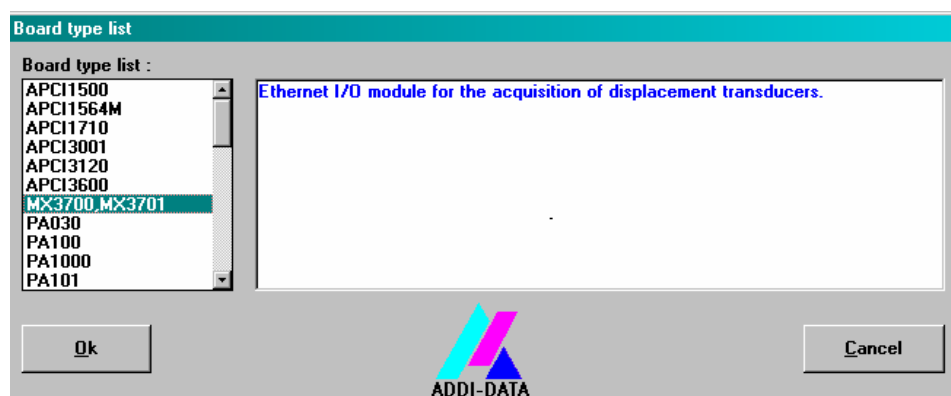 Board type list
Board type list :
APCI1500
APCI1564M
APCI1710
APCI3001
APCI3120
APCI3600
MX3700,MX3701
PA030
PA100
PA1000
PA101
Ethernet I/O module for the acquisition of displacement transducers.
Ok
ADDI-DATA
Cancel